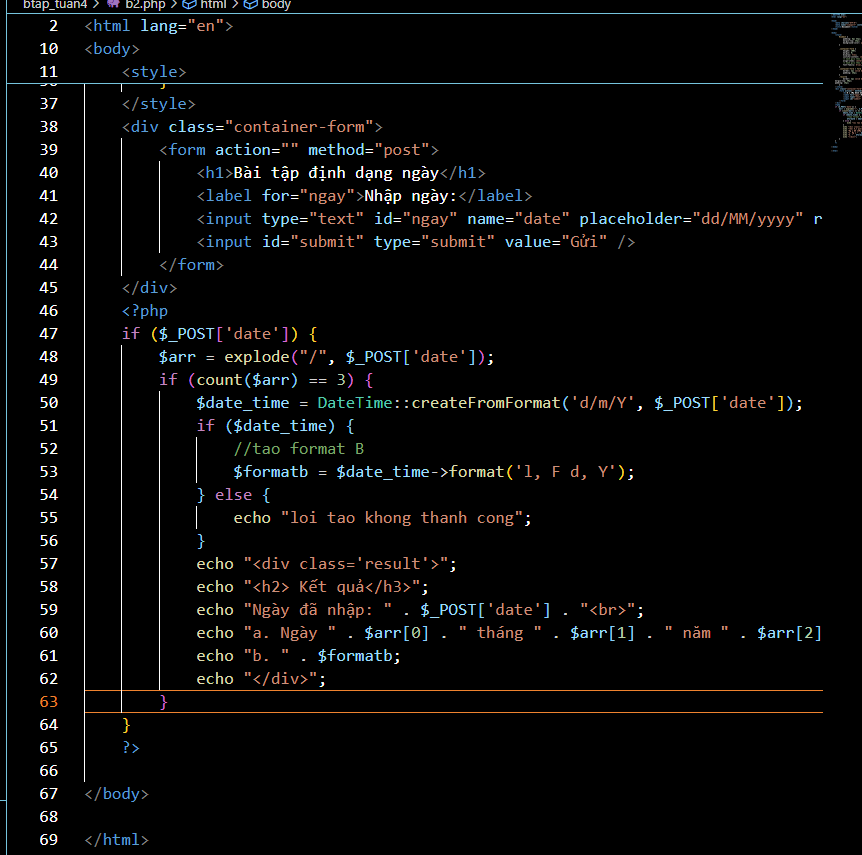 btap_tuan4 > b2.php > html > body
2 <html lang="en">
10 <body>
11 <style>
37 </style>
38 <div class="container-form">
39 <form action="" method="post">
40 <h1>Bài tập định dạng ngày</h1>
41 <label for="ngay">Nhập ngày:</label>
42 <input type="text" id="ngay" name="date" placeholder="dd/MM/yyyy" r
43 <input id="submit" type="submit" value="Gửi" />
44 </form>
45 </div>
46 <?php
47 if ($_POST['date']) {
48 $arr = explode("/", $_POST['date']);
49 if (count($arr) == 3) {
50 $date_time = DateTime::createFromFormat('d/m/Y', $_POST['date']);
51 if ($date_time) {
52 //tao format B
53 $formatb = $date_time->format('l, F d, Y');
54 } else {
55 echo "loi tao khong thanh cong";
56 }
57 echo "<div class='result'>";
58 echo "<h2> Kết quả</h3>";
59 echo "Ngày đã nhập: " . $_POST['date'] . "<br>";
60 echo "a. Ngày " . $arr[0] . " tháng " . $arr[1] . " năm " . $arr[2]
61 echo "b. " . $formatb;
62 echo "</div>";
63 }
64 }
65 ?>
66
67 </body>
68
69 </html>